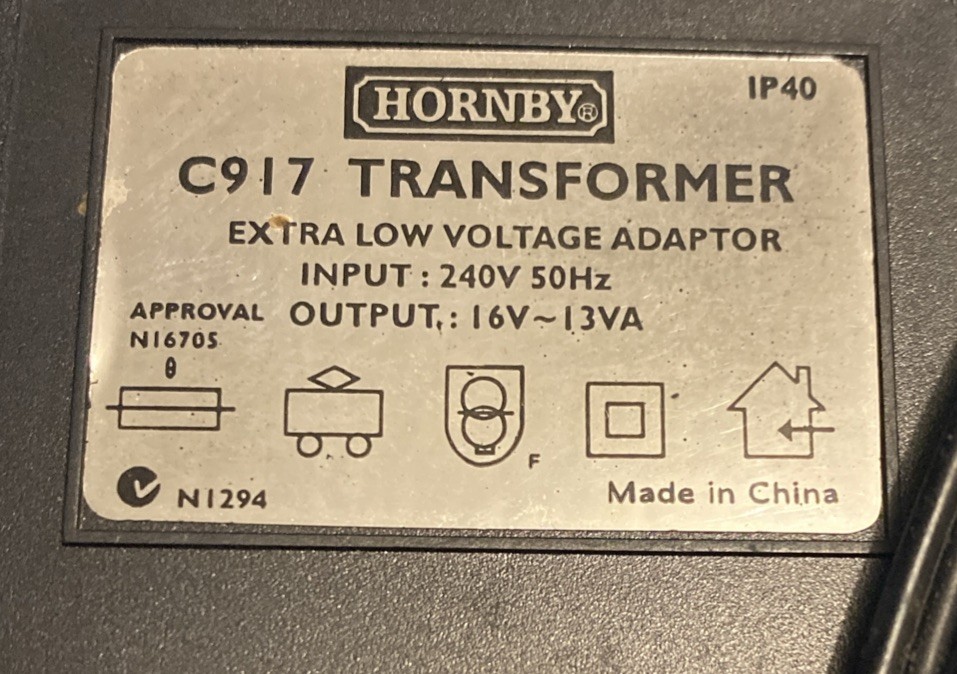 HORNBY®
IP40
C917 TRANSFORMER
EXTRA LOW VOLTAGE ADAPTOR
INPUT : 240V 50Hz
APPROVAL OUTPUT : 16V~13VA
N16705
θ
F
N1294
Made in China